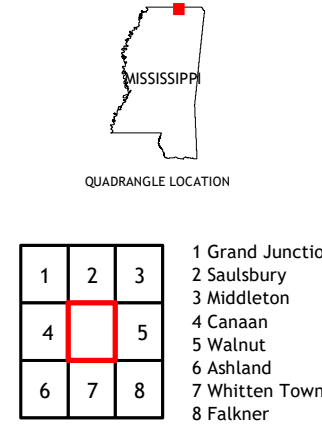 MISSISSIPPI
QUADRANGLE LOCATION
1 2 3
4 5
6 7 8
1 Grand Junctio
2 Saulsbury
3 Middleton
4 Canaan
5 Walnut
6 Ashland
7 Whitten Town
8 Falkner